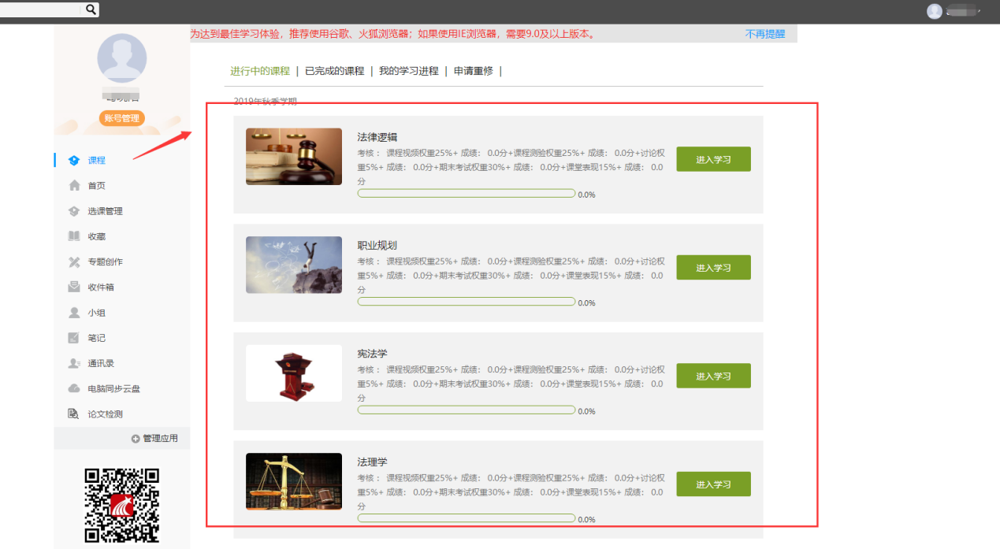 为达到最佳学习体验，推荐使用谷歌、火狐浏览器；如果使用IE浏览器，需要9.0及以上版本。 不再提醒
账号管理
课程
首页
选课管理
收藏
专题创作
收件箱
小组
笔记
通讯录
电脑同步云盘
论文检测
管理应用
进行中的课程 | 已完成的课程 | 我的学习进程 | 申请重修 |
2019年秋季学期
法律逻辑
考核： 课程视频权重25%+ 成绩： 0.0分+课程测验权重25%+ 成绩： 0.0分+讨论权
重5%+ 成绩： 0.0分+期末考试权重30%+ 成绩： 0.0分+课堂表现15%+ 成绩： 0.0
分
0.0%
进入学习
职业规划
考核： 课程视频权重25%+ 成绩： 0.0分+课程测验权重25%+ 成绩： 0.0分+讨论权
重5%+ 成绩： 0.0分+期末考试权重30%+ 成绩： 0.0分+课堂表现15%+ 成绩： 0.0
分
0.0%
进入学习
宪法学
考核： 课程视频权重25%+ 成绩： 0.0分+课程测验权重25%+ 成绩： 0.0分+讨论权
重5%+ 成绩： 0.0分+期末考试权重30%+ 成绩： 0.0分+课堂表现15%+ 成绩： 0.0
分
0.0%
进入学习
法理学
考核： 课程视频权重25%+ 成绩： 0.0分+课程测验权重25%+ 成绩： 0.0分+讨论权
重5%+ 成绩： 0.0分+期末考试权重30%+ 成绩： 0.0分+课堂表现15%+ 成绩： 0.0
分
0.0%
进入学习